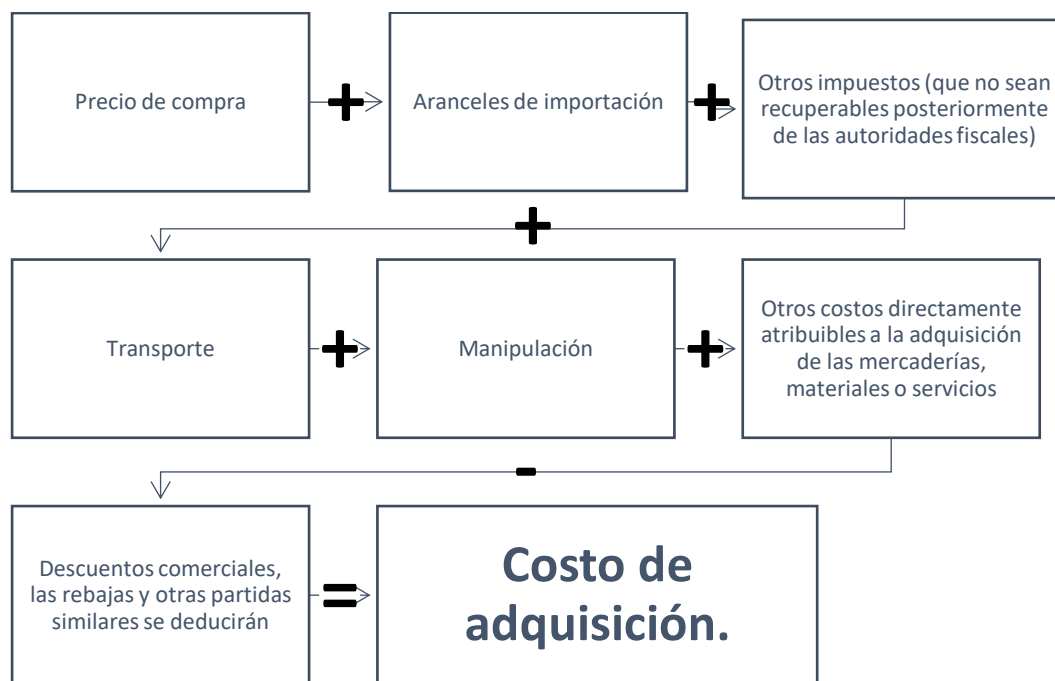 Precio de compra
+
Aranceles de importación
+
Otros impuestos (que no sean
recuperables posteriormente
de las autoridades fiscales)
+
Transporte
+
Manipulación
+
Otros costos directamente
atribuibles a la adquisición
de las mercaderías,
materiales o servicios
-
Descuentos comerciales,
las rebajas y otras partidas
similares se deducirán
=
Costo de
adquisición.